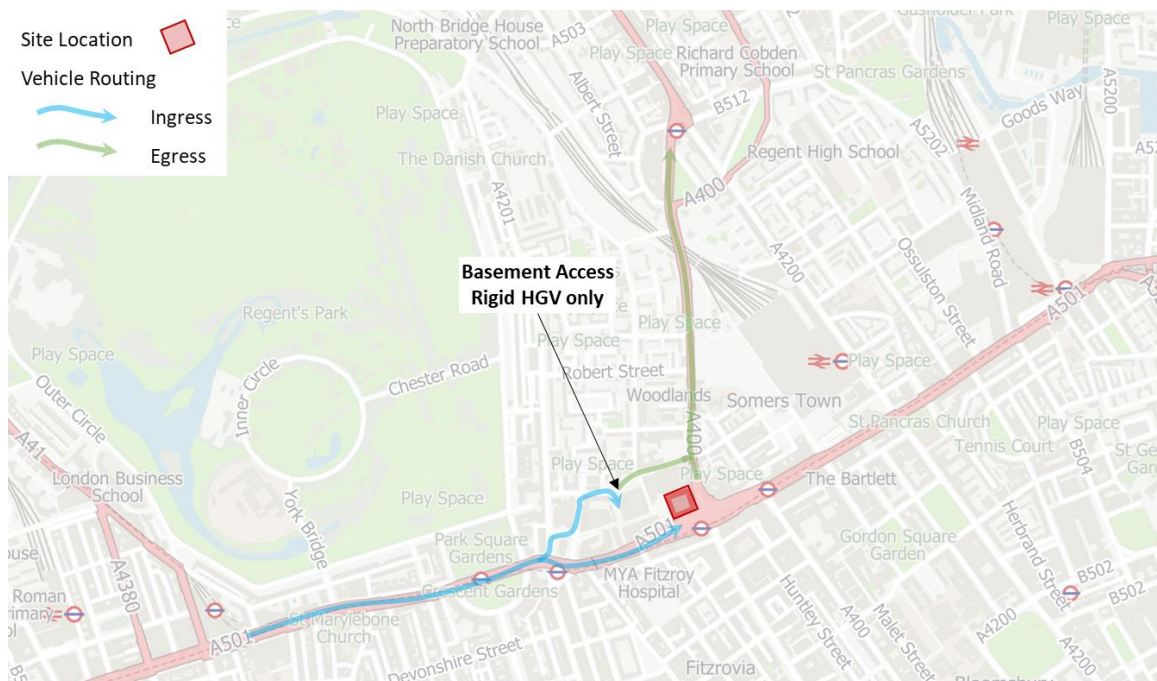 Site Location
Vehicle Routing
Ingress
Egress
North Bridge House
Preparatory School
A503
Play Space
Gasholder Park
Play Space
Richard Cobden
Primary School
St Pancras Gardens
Albert Street
B512
Goods Way
A5200
Play Space
A5202
The Danish Church
Regent High School
A4201
A400
Midland Road
Basement Access
Rigid HGV only
A4200
Ossulston Street
A501
Regent's Park
Play Space
Play Space
Play Space
Play Space
Robert Street
Chester Road
Inner Circle
Outer Circle
Woodlands
Somers Town
A400
St Pancras Church
Play Space
Tennis Court
A41
London Business
School
Play Space
Play Space
Play Space
The Bartlett
B504
York Bridge
Park Square
Gardens
A501
Gordon Square
Garden
Herbrand Street
MYA Fitzroy
Hospital
Crescent Gardens
A4380
Roman
St Marylebone
Church
A501
Devonshire Street
Huntley Street
A400
Malet Street
A4200
B502
B502
A4200
Fitzrovia
Bloomsbury